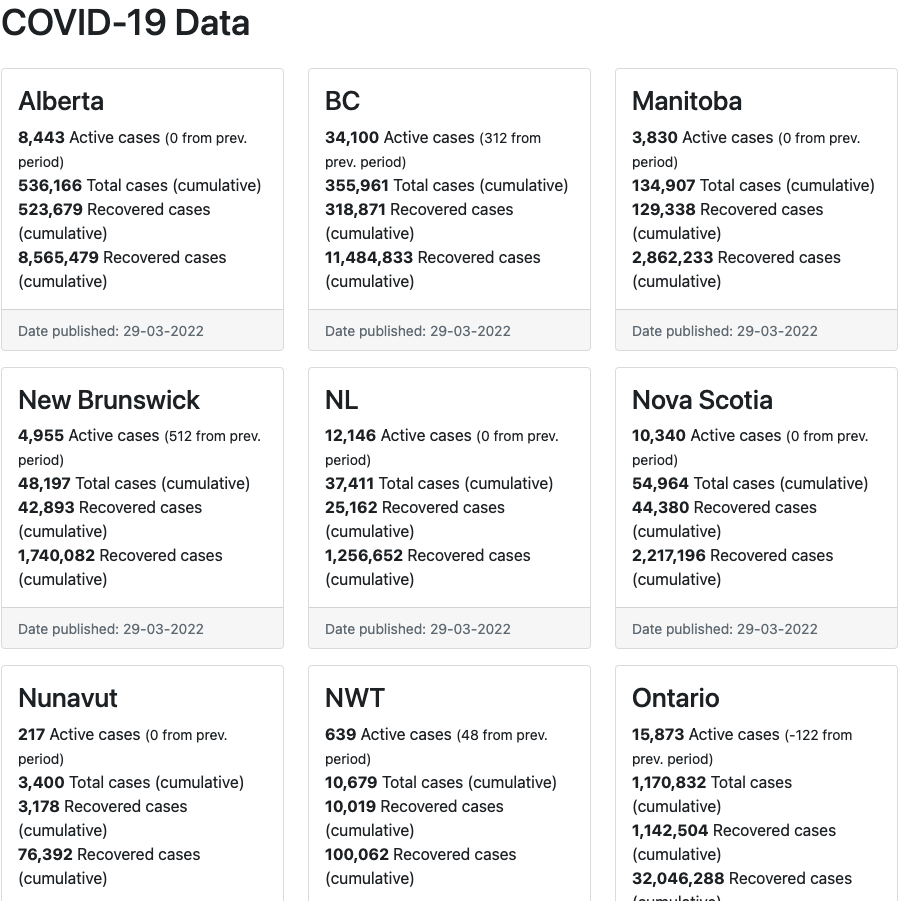 COVID-19 Data
Alberta
8,443 Active cases (0 from prev.
period)
536,166 Total cases (cumulative)
523,679 Recovered cases
(cumulative)
8,565,479 Recovered cases
(cumulative)
Date published: 29-03-2022
BC
34,100 Active cases (312 from
prev. period)
355,961 Total cases (cumulative)
318,871 Recovered cases
(cumulative)
11,484,833 Recovered cases
(cumulative)
Date published: 29-03-2022
Manitoba
3,830 Active cases (0 from prev.
period)
134,907 Total cases (cumulative)
129,338 Recovered cases
(cumulative)
2,862,233 Recovered cases
(cumulative)
Date published: 29-03-2022
New Brunswick
4,955 Active cases (512 from prev.
period)
48,197 Total cases (cumulative)
42,893 Recovered cases
(cumulative)
1,740,082 Recovered cases
(cumulative)
Date published: 29-03-2022
NL
12,146 Active cases (0 from prev.
period)
37,411 Total cases (cumulative)
25,162 Recovered cases
(cumulative)
1,256,652 Recovered cases
(cumulative)
Date published: 29-03-2022
Nova Scotia
10,340 Active cases (0 from prev.
period)
54,964 Total cases (cumulative)
44,380 Recovered cases
(cumulative)
2,217,196 Recovered cases
(cumulative)
Date published: 29-03-2022
Nunavut
217 Active cases (0 from prev.
period)
3,400 Total cases (cumulative)
3,178 Recovered cases
(cumulative)
76,392 Recovered cases
(cumulative)
NWT
639 Active cases (48 from prev.
period)
10,679 Total cases (cumulative)
10,019 Recovered cases
(cumulative)
100,062 Recovered cases
(cumulative)
Ontario
15,873 Active cases (-122 from
prev. period)
1,170,832 Total cases
(cumulative)
1,142,504 Recovered cases
(cumulative)
32,046,288 Recovered cases